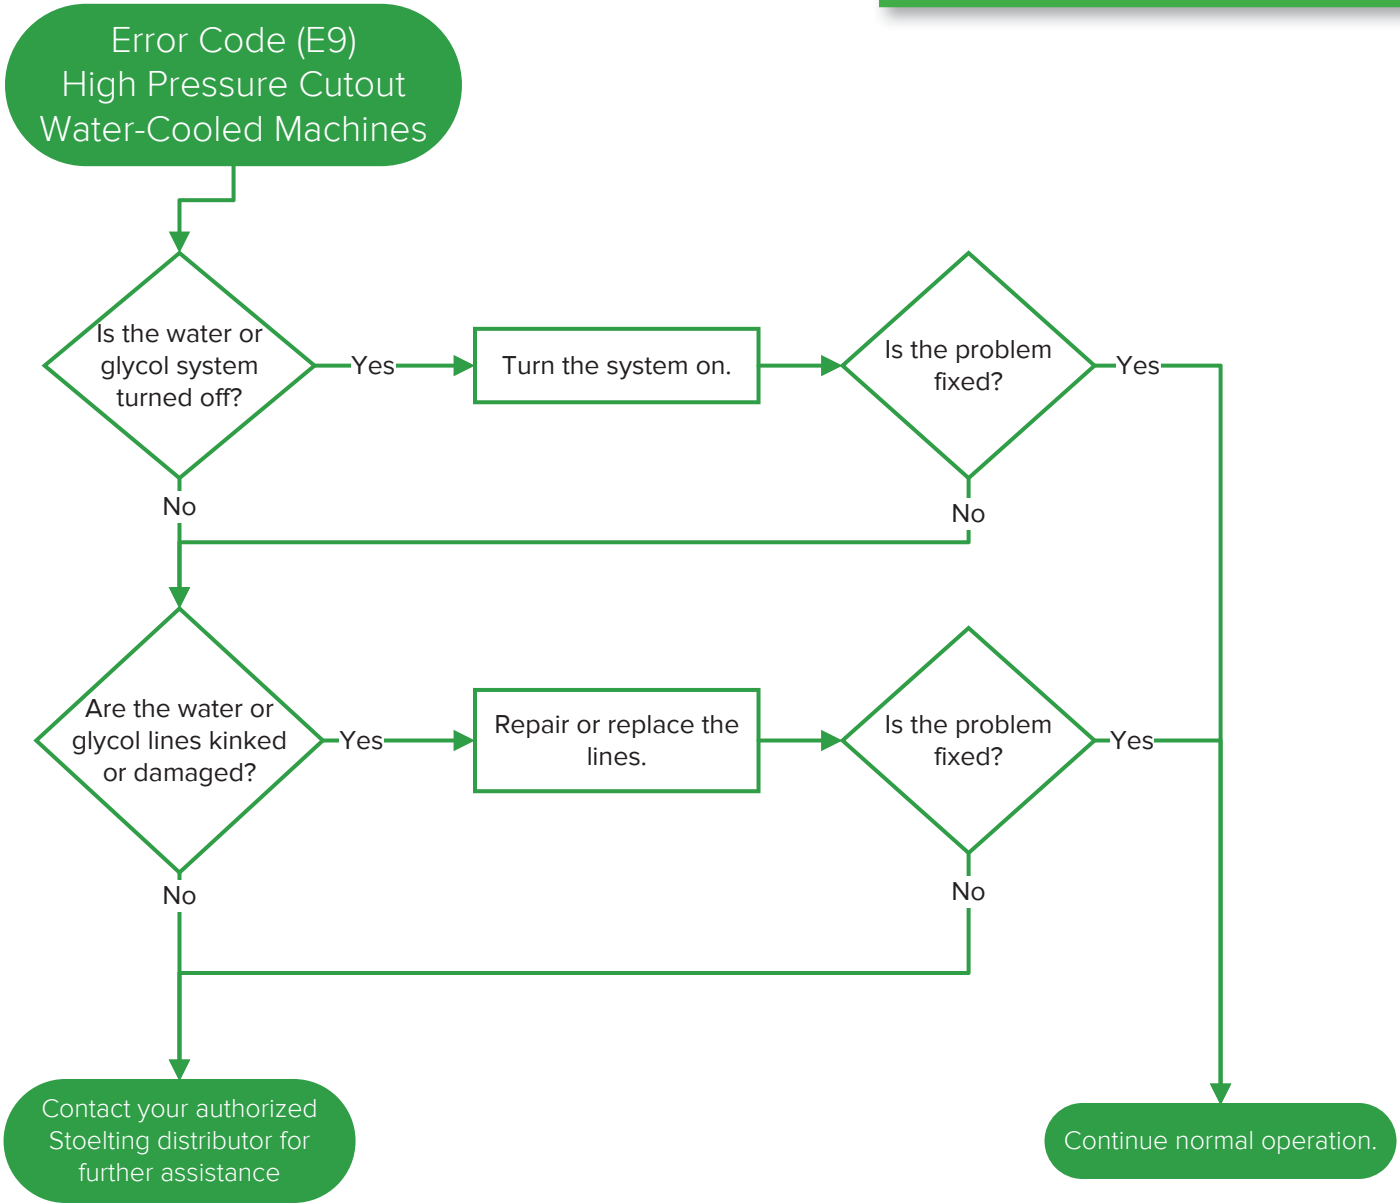 Error Code (E9)
High Pressure Cutout
Water-Cooled Machines
Is the water or
glycol system
turned off?
Yes
Turn the system on.
Is the problem
fixed?
Yes
No
No
Are the water or
glycol lines kinked
or damaged?
Yes
Repair or replace the
lines.
Is the problem
fixed?
Yes
No
No
Contact your authorized
Stoelting distributor for
further assistance
Continue normal operation.